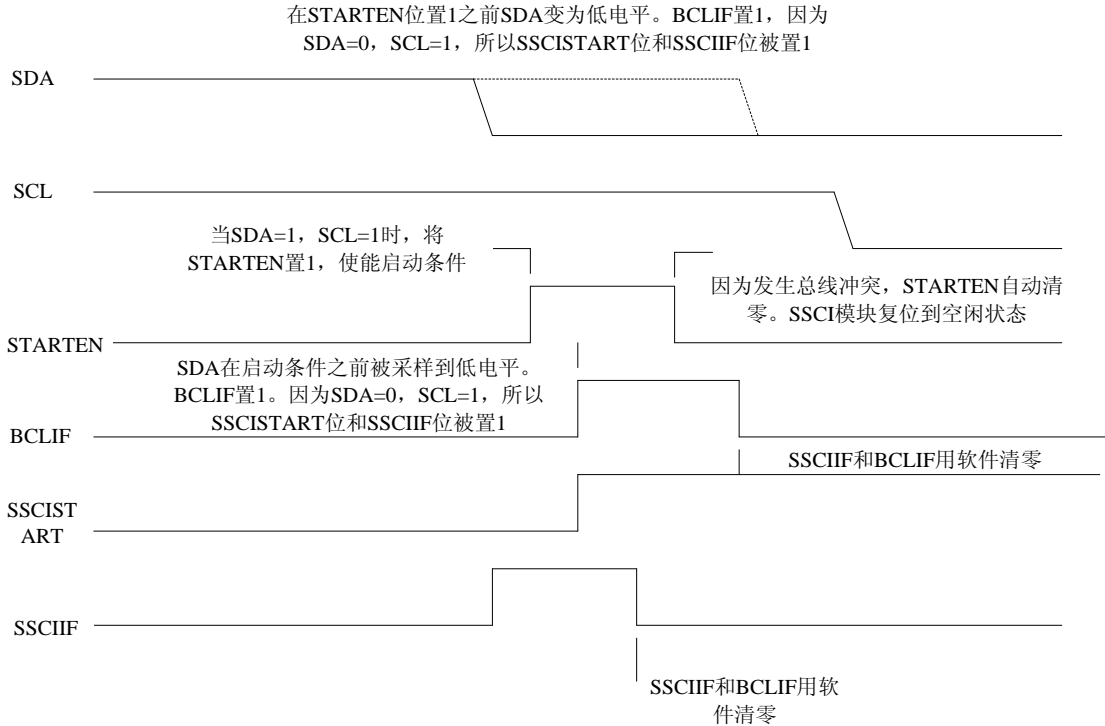 在STARTEN位置1之前SDA变为低电平。BCLIF置1，因为
SDA=0，SCL=1，所以SSCISTART位和SSCIIF位被置1
SDA
SCL
当SDA=1，SCL=1时，将
STARTEN置1，使能启动条件
因为发生总线冲突，STARTEN自动清
零。SSCI模块复位到空闲状态
STARTEN
SDA在启动条件之前被采样到低电平。
BCLIF置1。因为SDA=0，SCL=1，所以
SSCISTART位和SSCIIF位被置1
BCLIF
SSCIIF和BCLIF用软件清零
SSCIST
ART
SSCIIF
SSCIIF和BCLIF用软
件清零